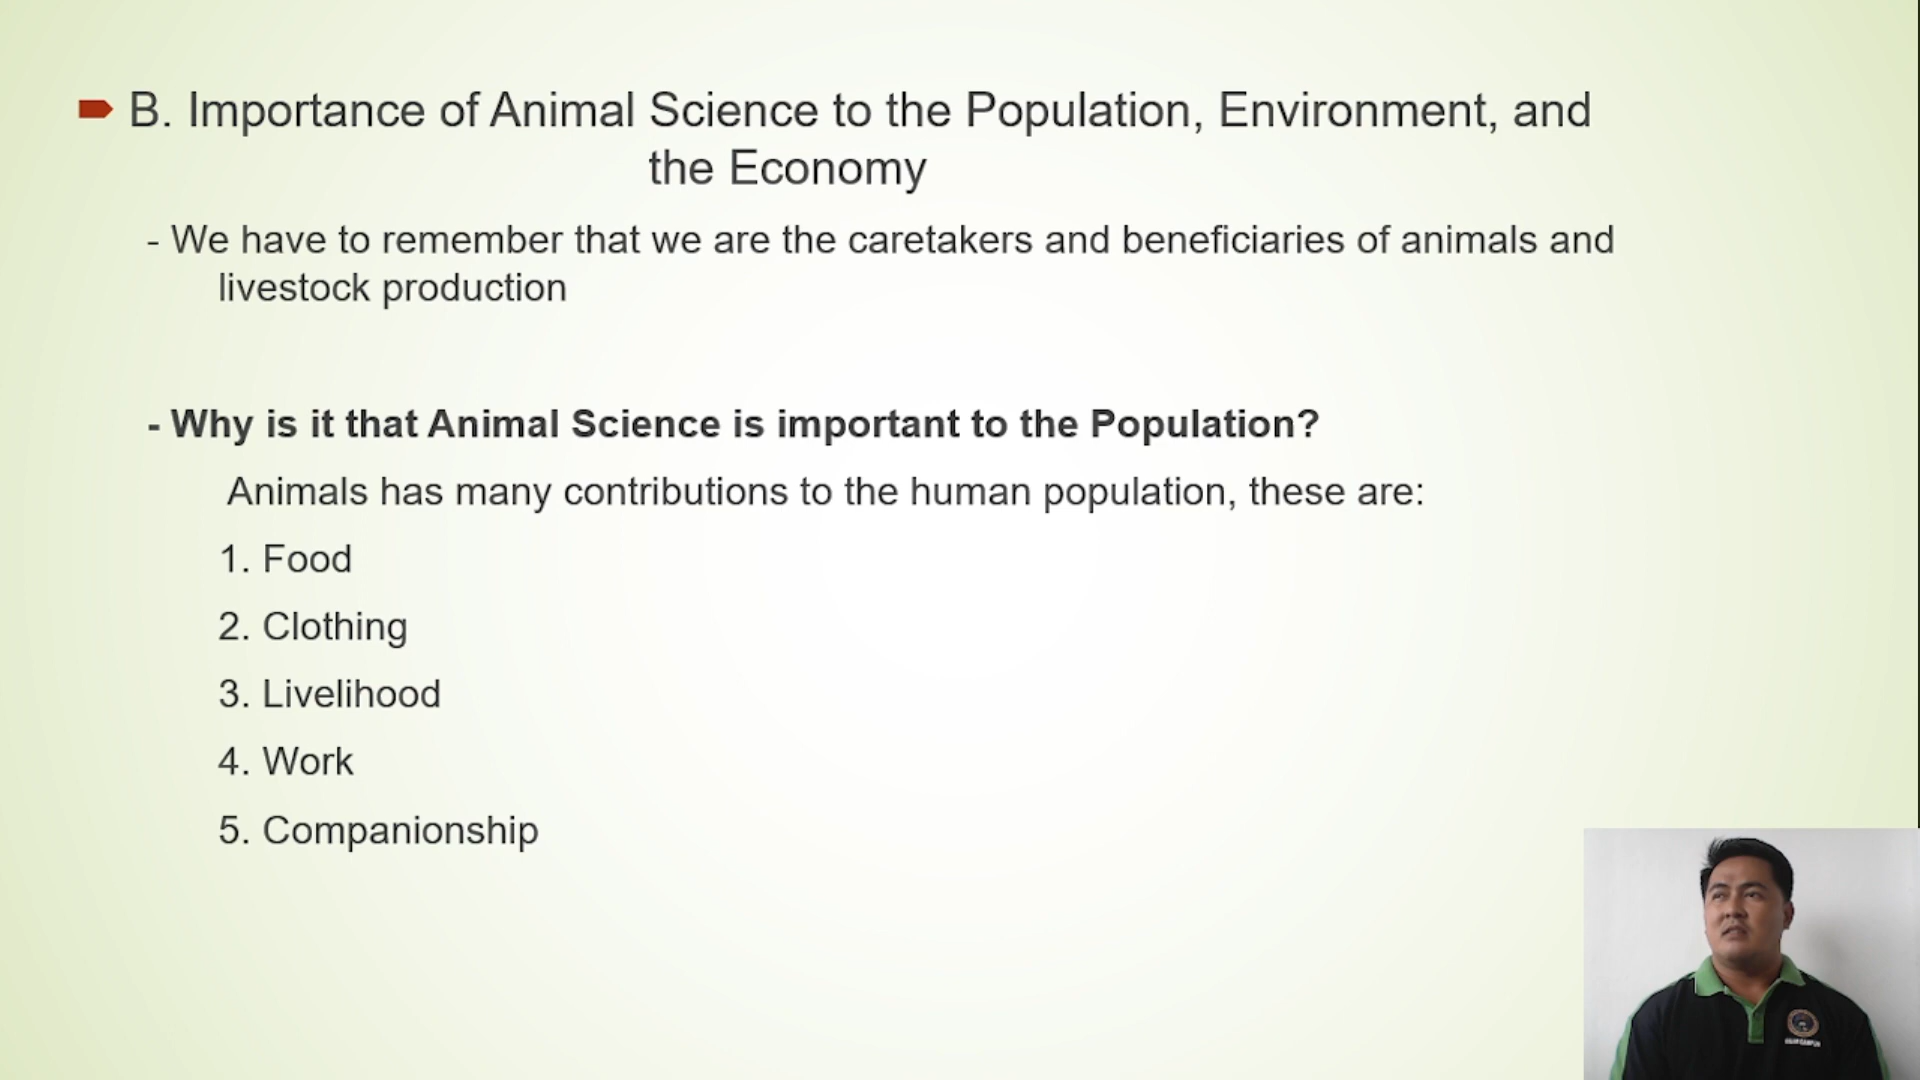 B. Importance of Animal Science to the Population, Environment, and
the Economy
- We have to remember that we are the caretakers and beneficiaries of animals and
livestock production
- Why is it that Animal Science is important to the Population?
Animals has many contributions to the human population, these are:
1. Food
2. Clothing
3. Livelihood
4. Work
5. Companionship